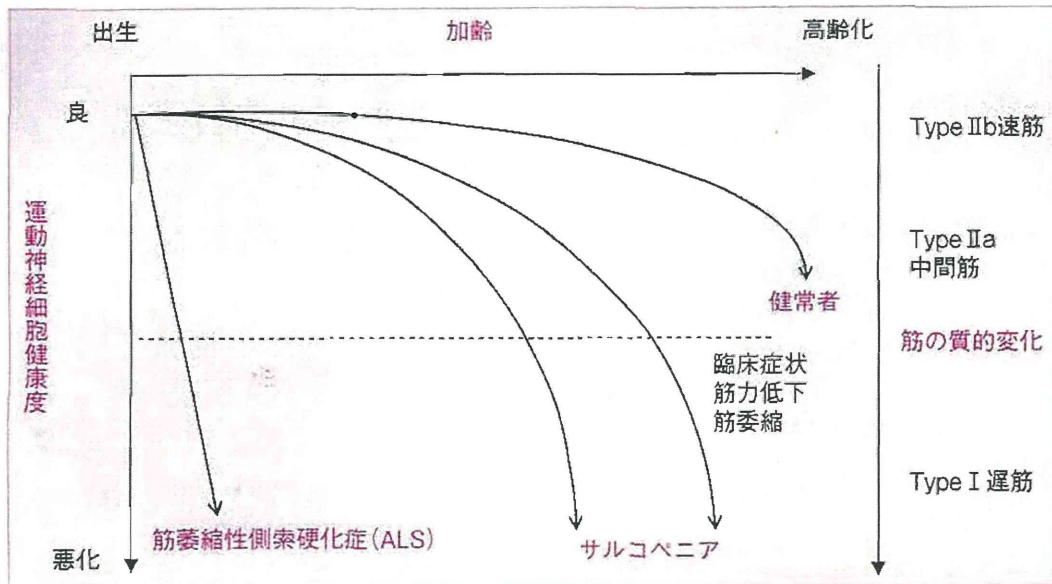 出生
加齢
高齢化
良
Type Ⅱb速筋
運動神経細胞健康度
Type Ⅱa
中間筋
健常者
筋の質的変化
臨床症状
筋力低下
筋委縮
Type Ⅰ 遅筋
筋萎縮性側索硬化症(ALS)
サルコペニア
悪化